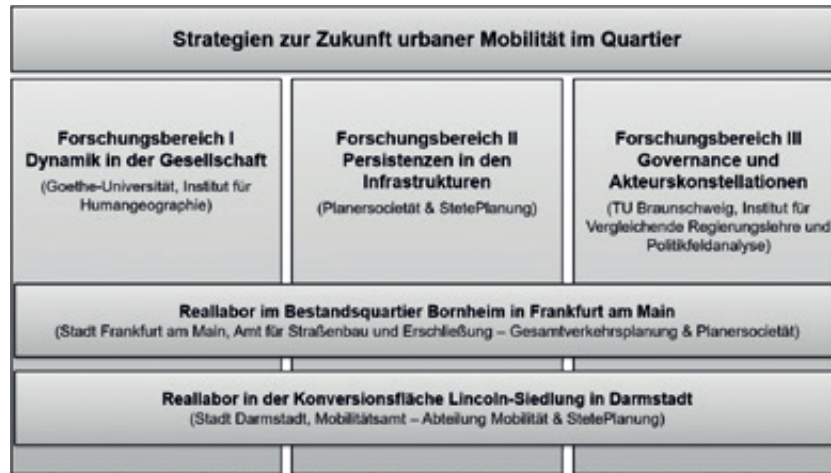 Strategien zur Zukunft urbaner Mobilität im Quartier
Forschungsbereich I
Dynamik in der Gesellschaft
(Goethe-Universität, Institut für
Humangeographie)
Forschungsbereich II
Persistenzen in den
Infrastrukturen
(Planersocietät & StetePlanung)
Forschungsbereich III
Governance und
Akteurskonstellationen
(TU Braunschweig, Institut für
Vergleichende Regierungslehre und
Politikfeldanalyse)
Reallabor im Bestandsquartier Bornheim in Frankfurt am Main
(Stadt Frankfurt am Main, Amt für Straßenbau und Erschließung – Gesamtverkehrsplanung & Planersocietät)
Reallabor in der Konversionsfläche Lincoln-Siedlung in Darmstadt
(Stadt Darmstadt, Mobilitätsamt – Abteilung Mobilität & StetePlanung)